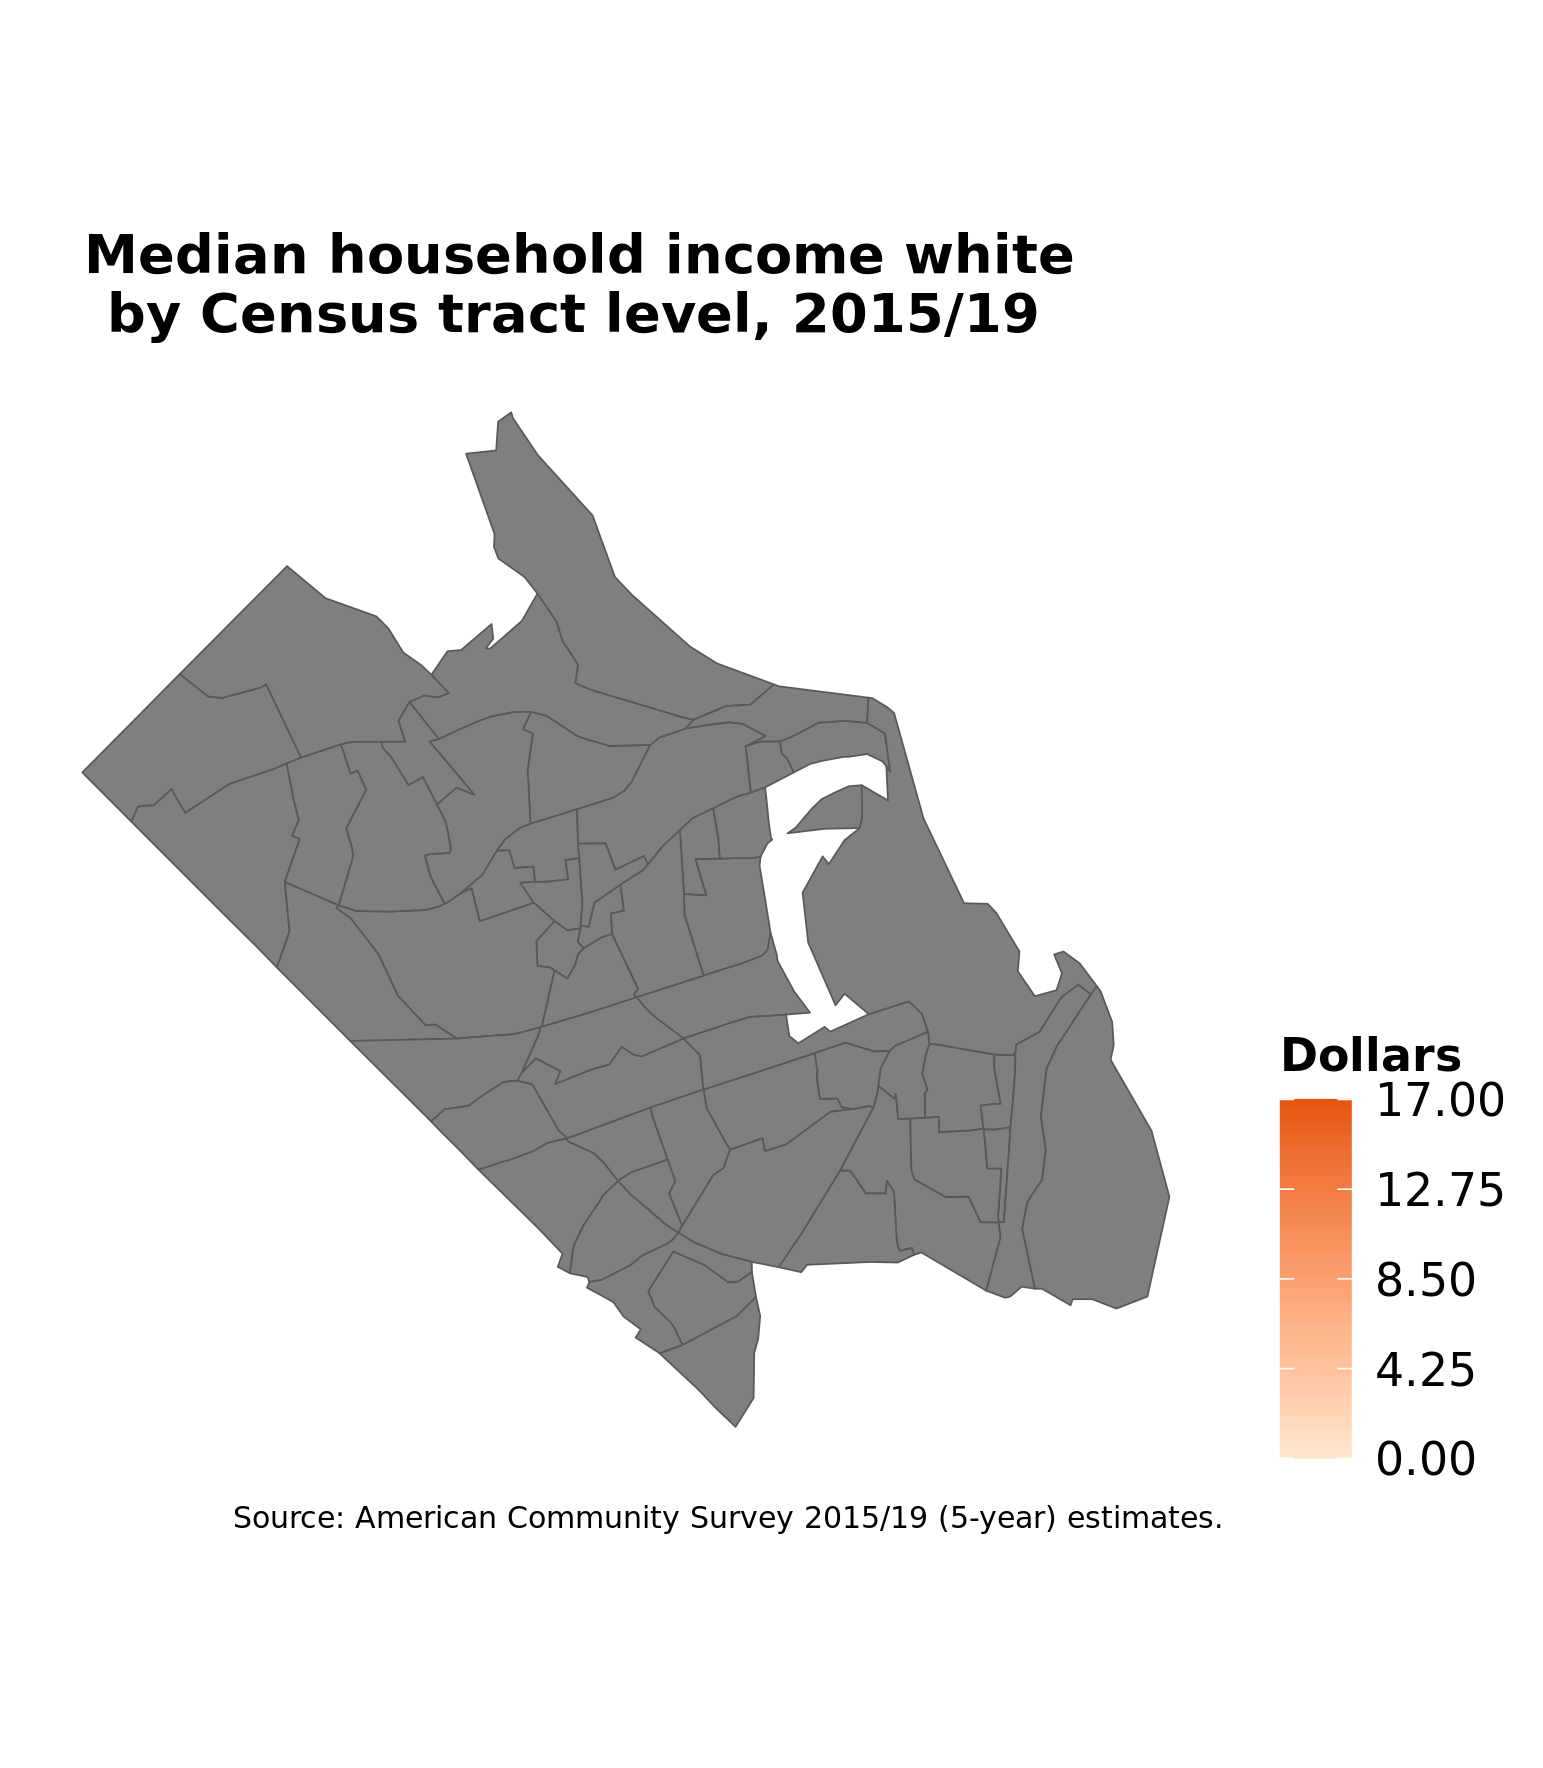 Median household income white
by Census tract level, 2015/19
Dollars
17.00
12.75
8.50
4.25
0.00
Source: American Community Survey 2015/19 (5-year) estimates.